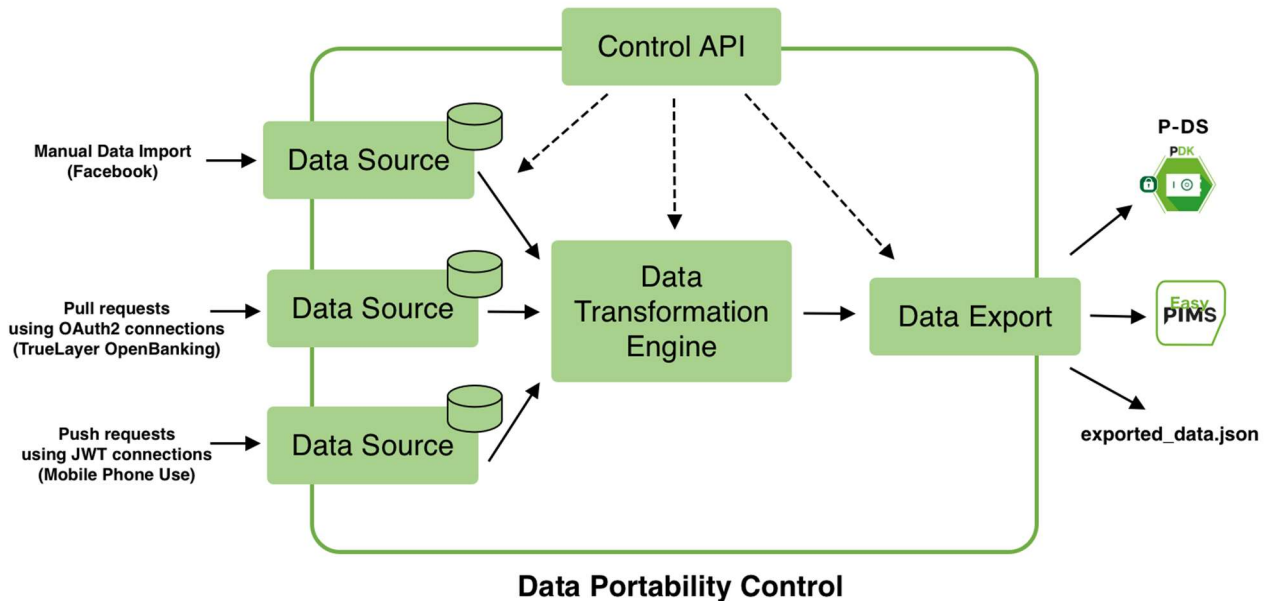 Control API
Manual Data Import
(Facebook)
Data Source
P-DS
PDK
Pull requests
using OAuth2 connections
(TrueLayer OpenBanking)
Data Source
Data
Transformation
Engine
Data Export
Easy
PIMS
Push requests
using JWT connections
(Mobile Phone Use)
Data Source
exported_data.json
Data Portability Control